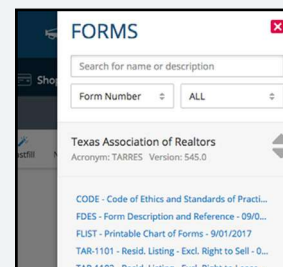 FORMS
Search for name or description
Form Number
ALL
Shop
Texas Association of Realtors
Acronym: TARRES Version: 545.0
CODE - Code of Ethics and Standards of Practi...
FDES - Form Description and Reference - 09/0...
FLIST - Printable Chart of Forms - 9/01/2017
TAR-1101 - Resid. Listing - Excl. Right to Sell - 0...